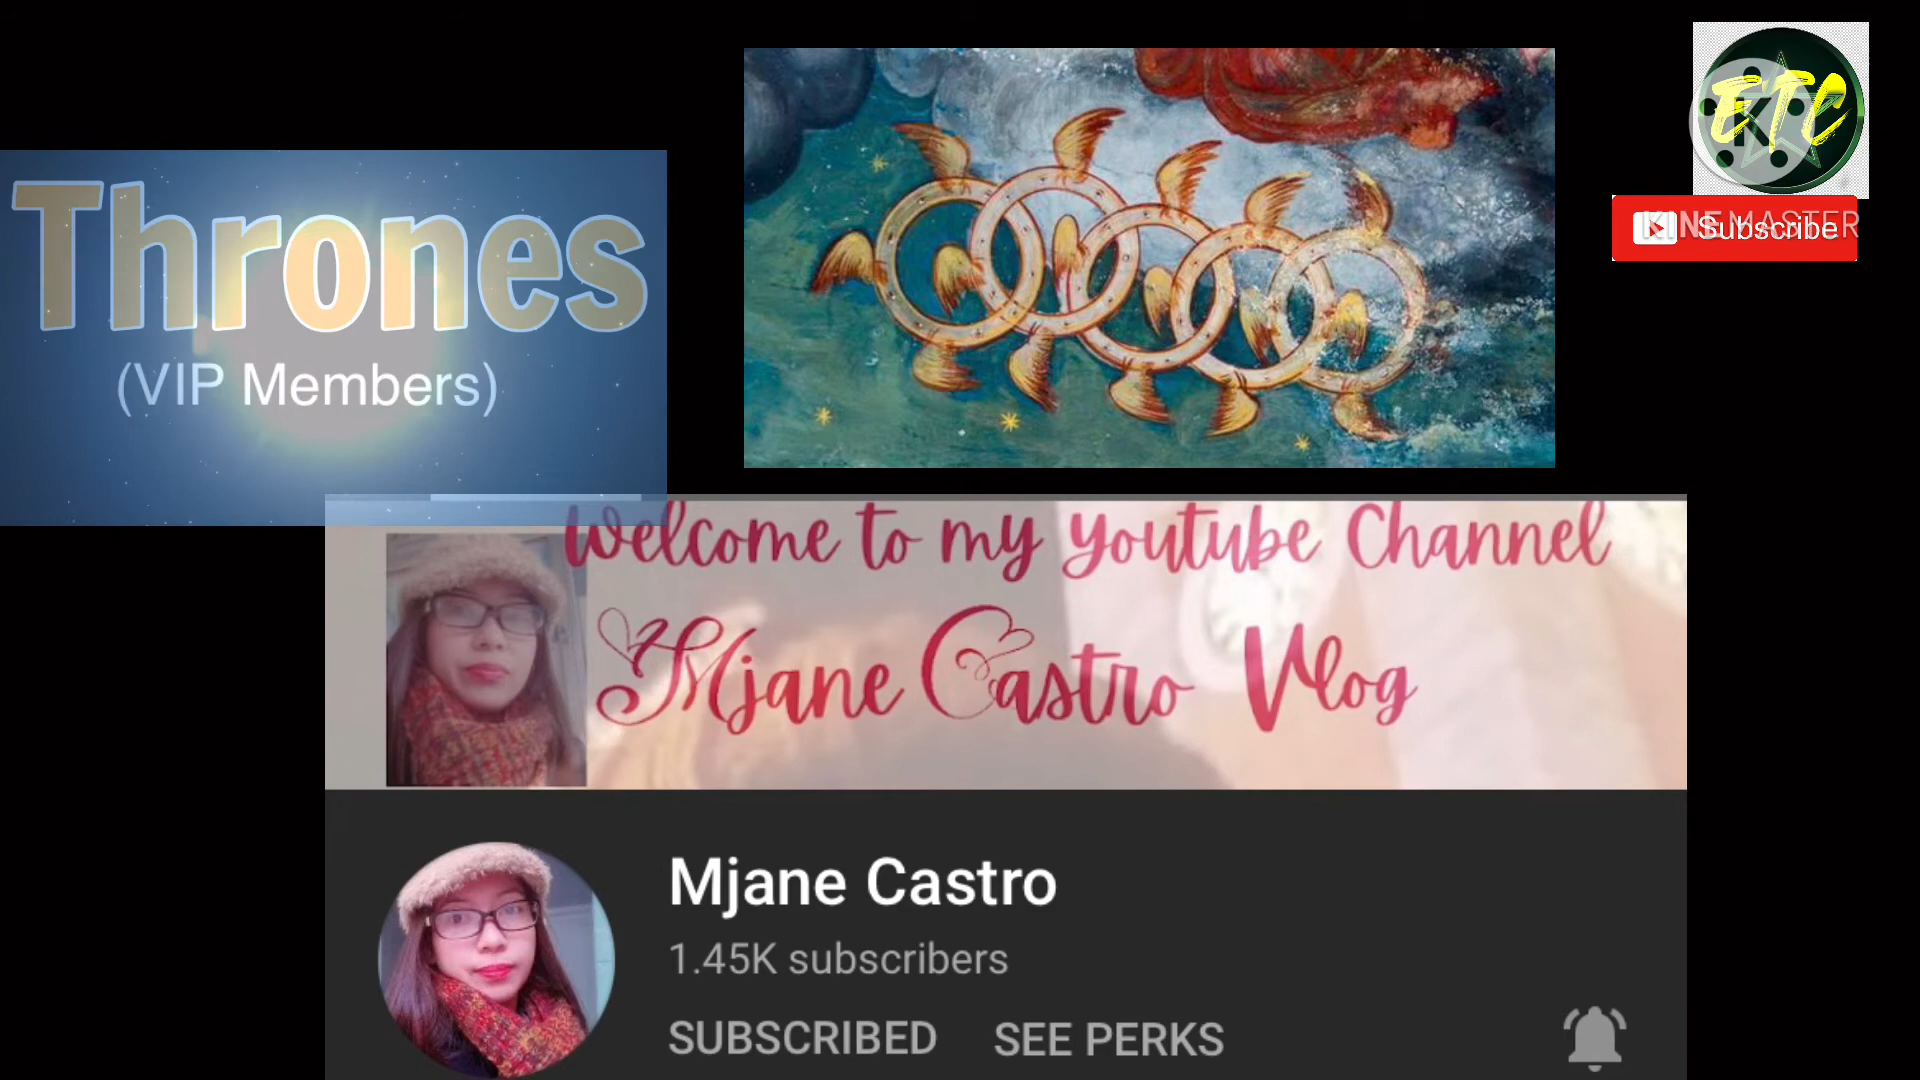 Thrones
(VIP Members)
ETC
K
KINEMASTER
Subscribe
Welcome to my Youtube Channel
Mjane Castro Vlog
Mjane Castro
1.45K subscribers
SUBSCRIBED SEE PERKS